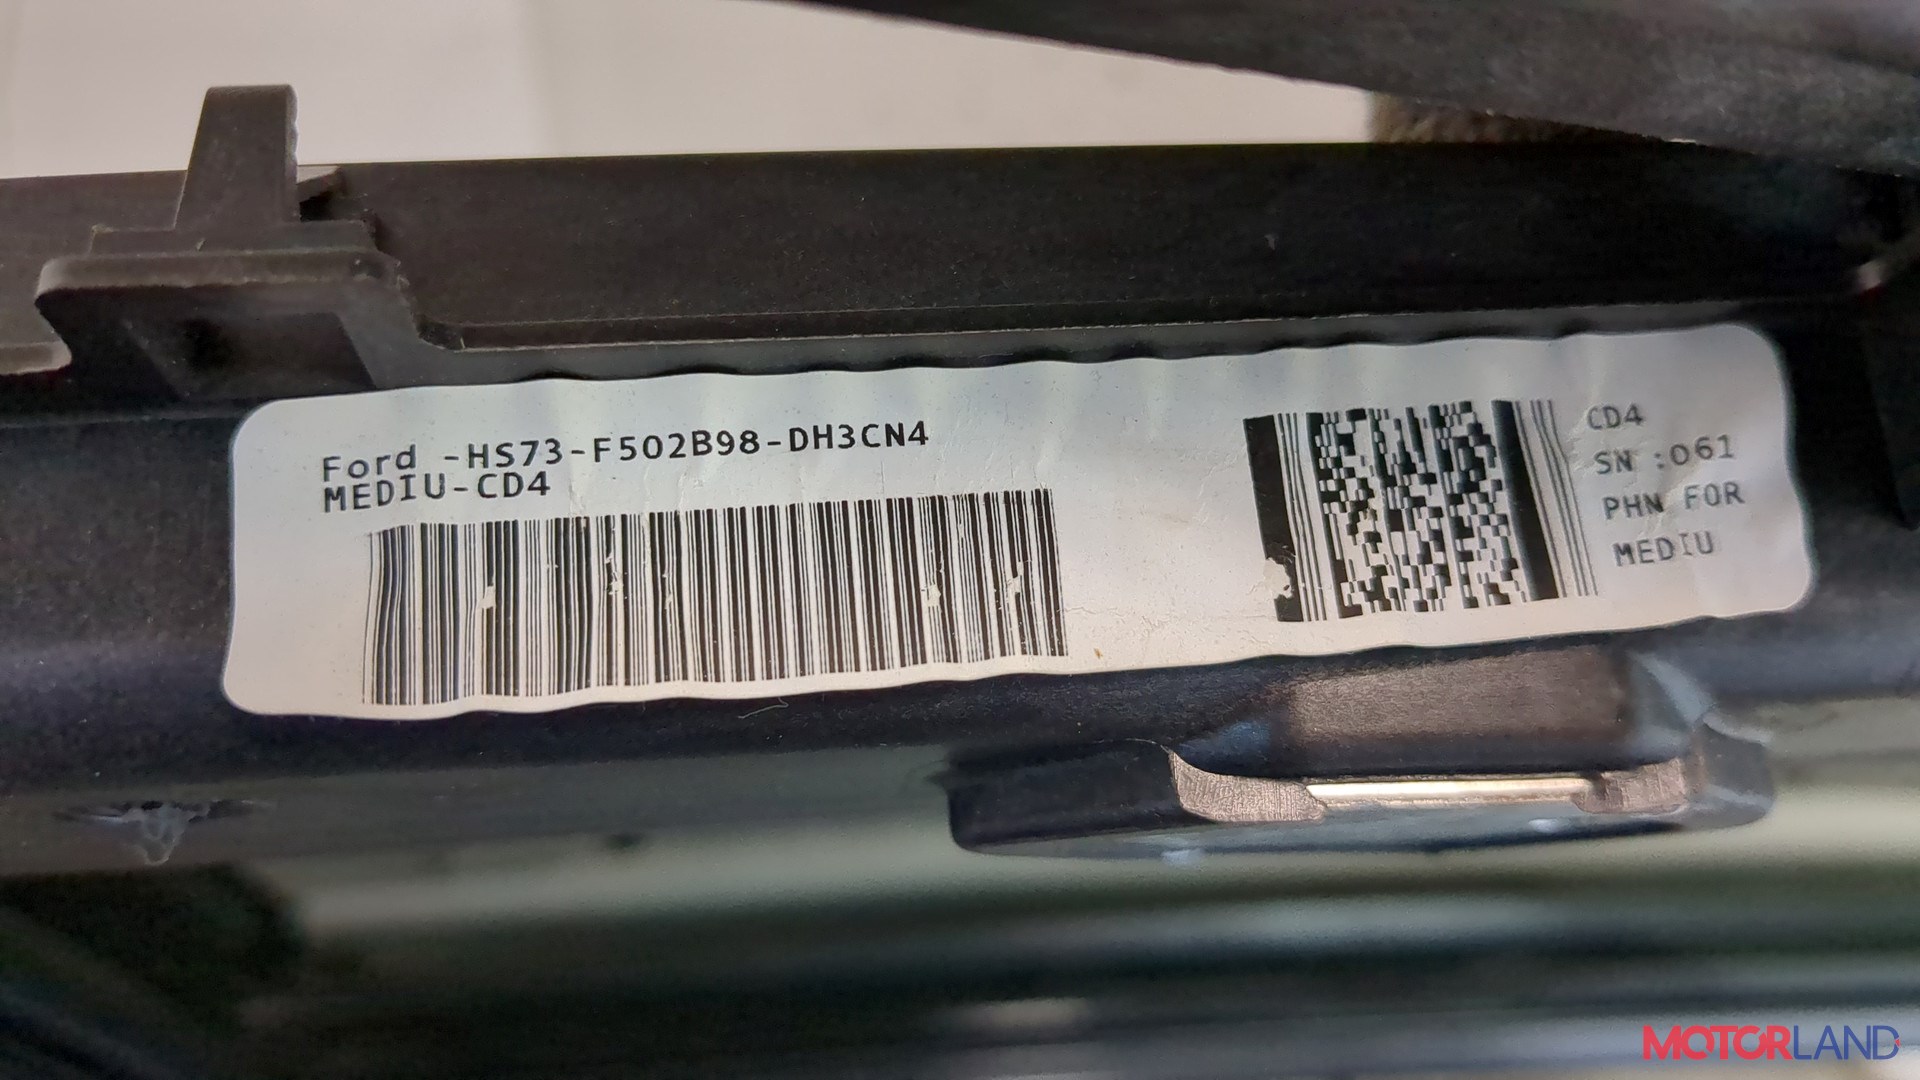 Ford -HS73-F502B98-DH3CN4
MEDIU-CD4
CD4
SN :061
PHN FOR
MEDIU
MOTORLAND